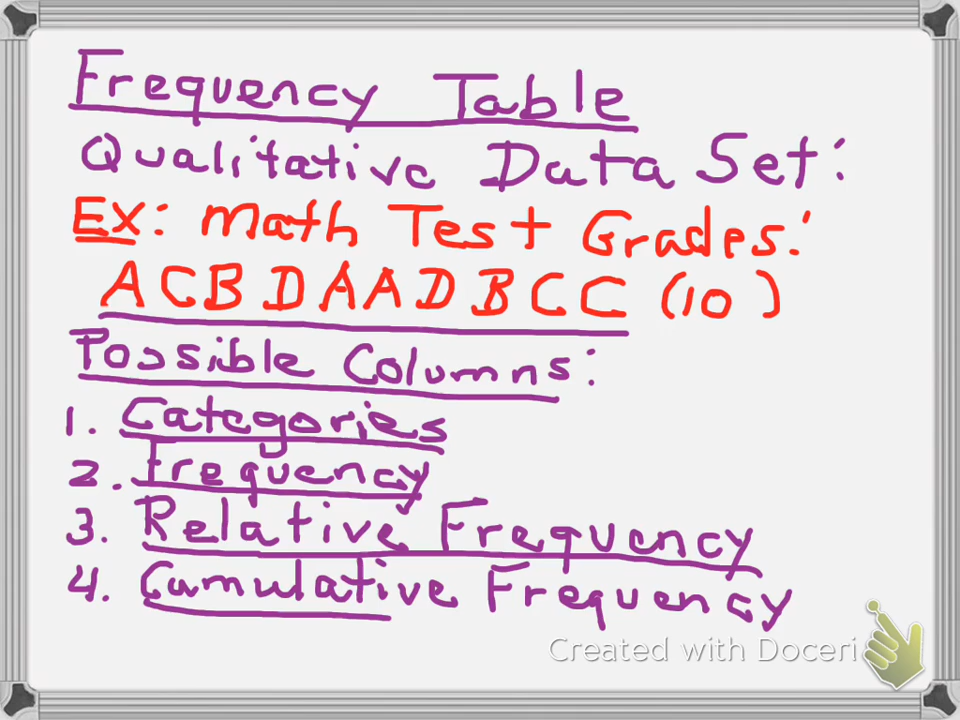 Frequency Table
Qualitative Data Set:
Ex: Math Test Grades:
A C B D A A D B C C (10)
Possible Columns:
1. Categories
2. Frequency
3. Relative Frequency
4. Cumulative Frequency
Created with Doceri